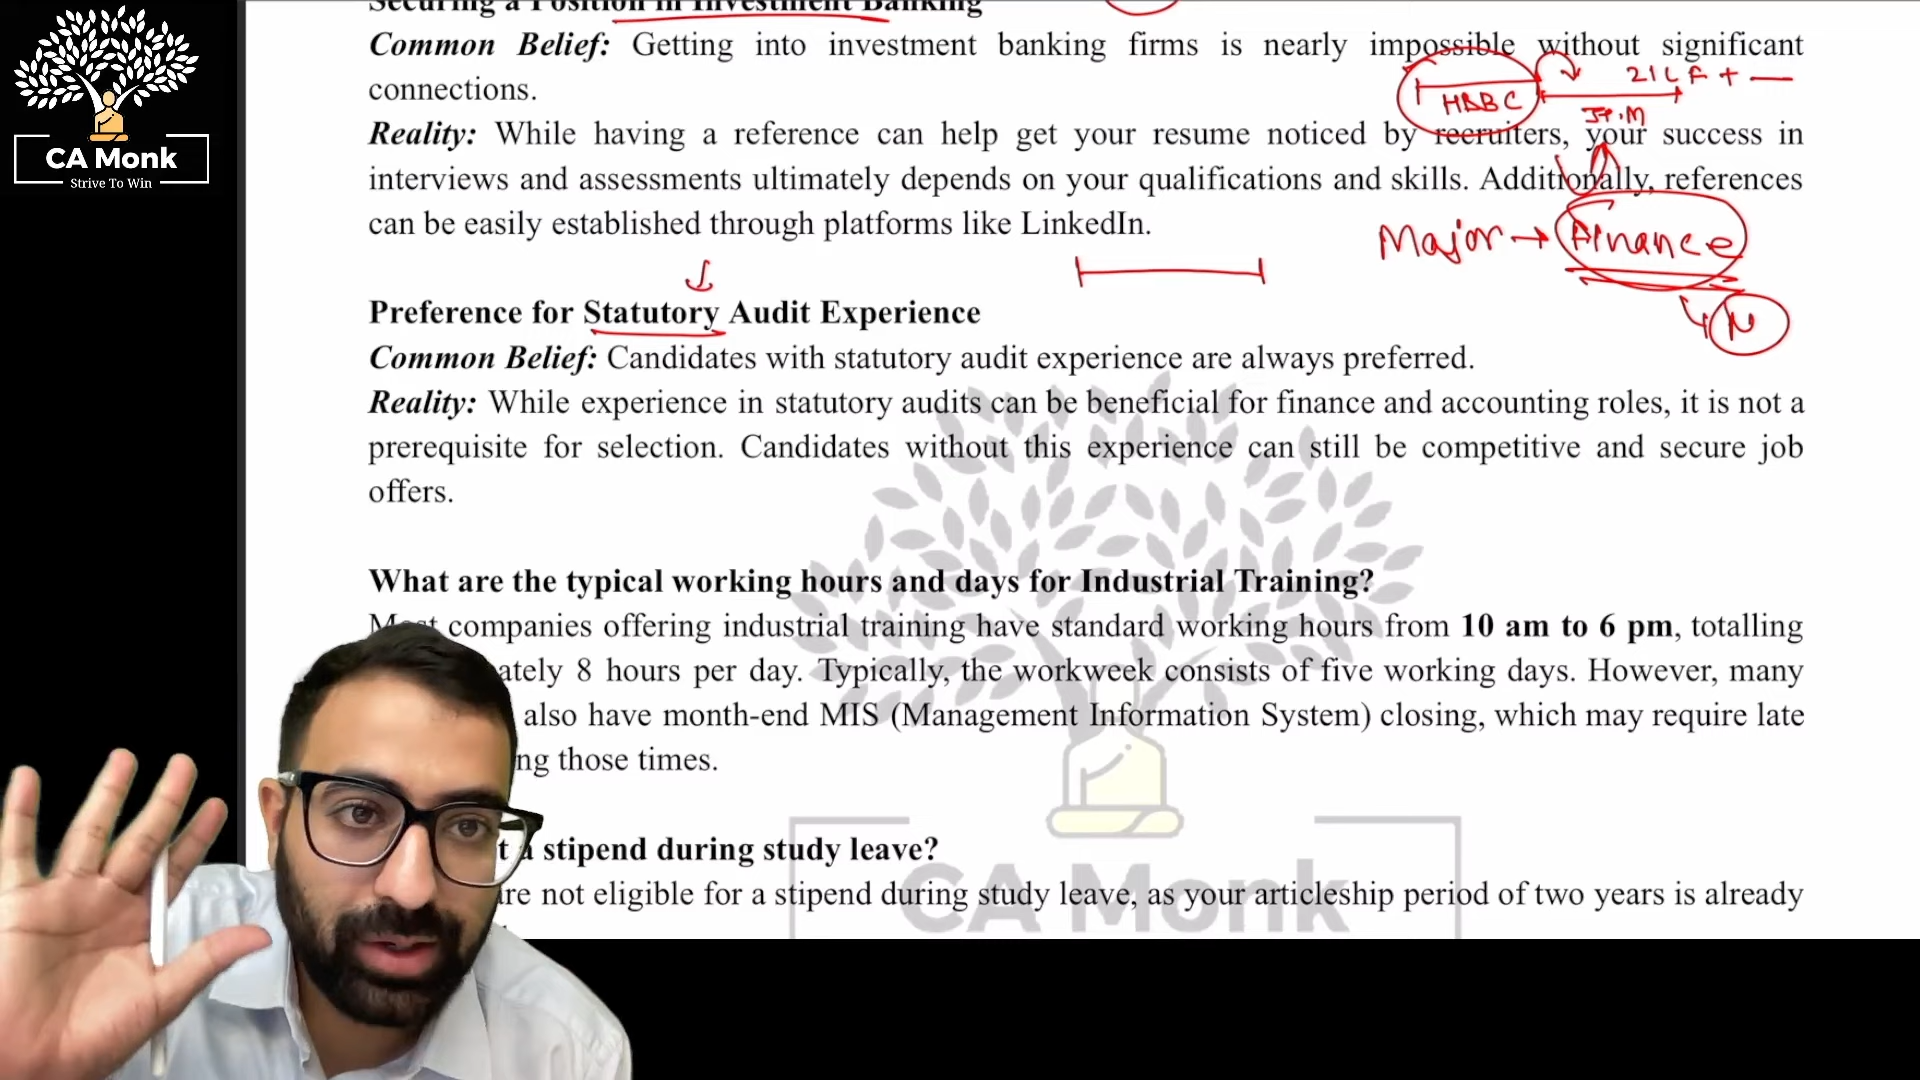 CA Monk
Strive To Win
Securing a Position in Investment Banking
Common Belief: Getting into investment banking firms is nearly impossible without significant
connections.
Reality: While having a reference can help get your resume noticed by recruiters, your success in
interviews and assessments ultimately depends on your qualifications and skills. Additionally, references
can be easily established through platforms like LinkedIn.
HSBC
21 L F +
J.P.M
Major → Finance
N
Preference for Statutory Audit Experience
Common Belief: Candidates with statutory audit experience are always preferred.
Reality: While experience in statutory audits can be beneficial for finance and accounting roles, it is not a
prerequisite for selection. Candidates without this experience can still be competitive and secure job
offers.
What are the typical working hours and days for Industrial Training?
Most companies offering industrial training have standard working hours from 10 am to 6 pm, totalling
ately 8 hours per day. Typically, the workweek consists of five working days. However, many
also have month-end MIS (Management Information System) closing, which may require late
ng those times.
t a stipend during study leave?
re not eligible for a stipend during study leave, as your articleship period of two years is already
CA Monk